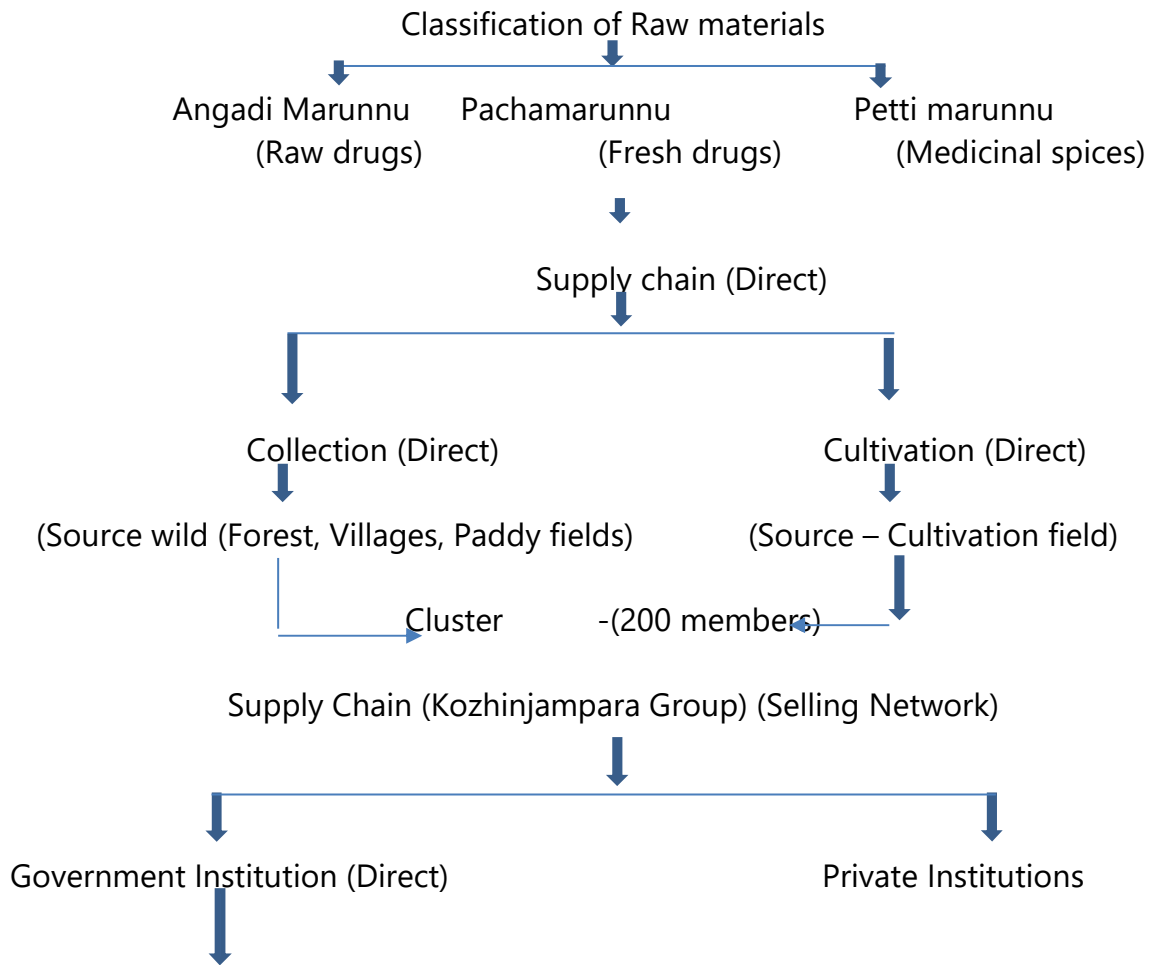 Classification of Raw materials
Angadi Marunnu Pachamarunnu Petti marunnu
(Raw drugs) (Fresh drugs) (Medicinal spices)
Supply chain (Direct)
Collection (Direct) Cultivation (Direct)
(Source wild (Forest, Villages, Paddy fields) (Source – Cultivation field)
Cluster -(200 members)
Supply Chain (Kozhinjampara Group) (Selling Network)
Government Institution (Direct) Private Institutions